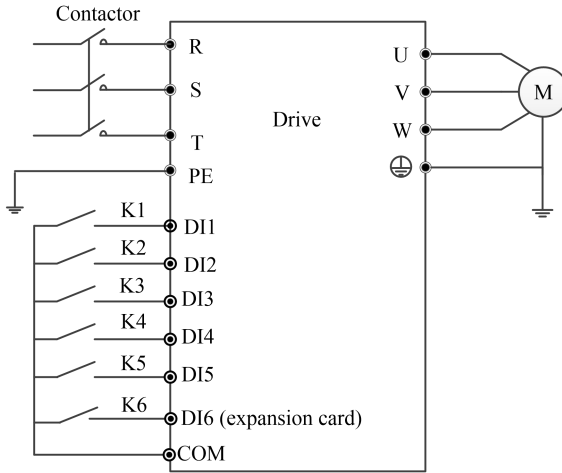 Contactor
R
S
T
PE
Drive
U
V
W
M
K1
DI1
K2
DI2
K3
DI3
K4
DI4
K5
DI5
K6
DI6 (expansion card)
COM